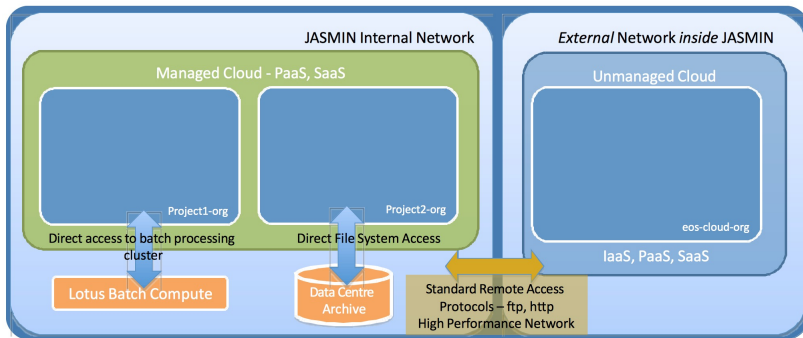 JASMIN Internal Network
External Network inside JASMIN
Managed Cloud - PaaS, SaaS
Unmanaged Cloud
Project1-org
Project2-org
eos-cloud-org
Direct access to batch processing
cluster
Direct File System Access
IaaS, PaaS, SaaS
Lotus Batch Compute
Data Centre
Archive
Standard Remote Access
Protocols – ftp, http
High Performance Network